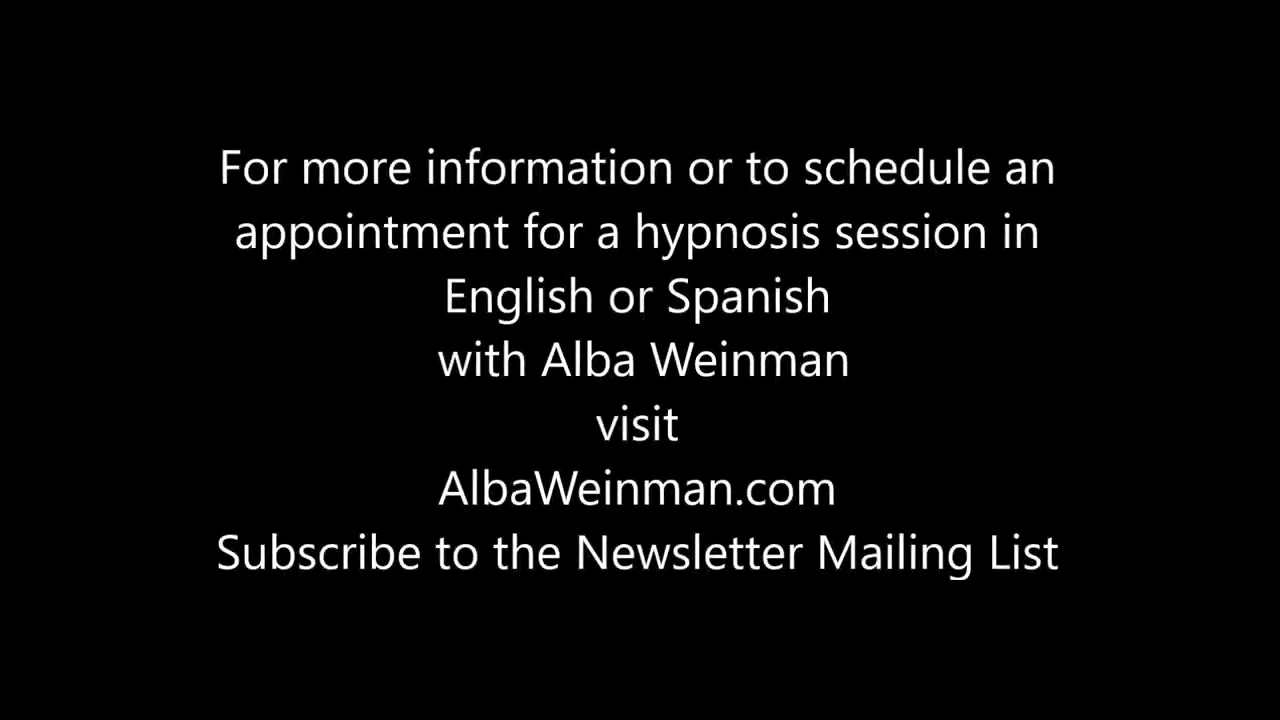 For more information or to schedule an
appointment for a hypnosis session in
English or Spanish
with Alba Weinman
visit
AlbaWeinman.com
Subscribe to the Newsletter Mailing List